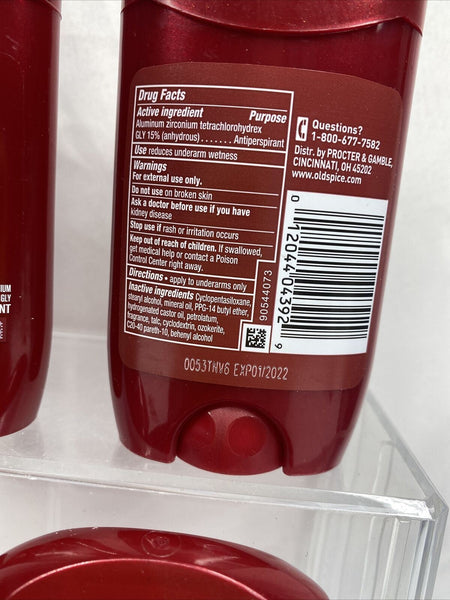 Drug Facts
Active ingredient Purpose
Aluminum zirconium tetrachlorohydrex
GLY 15% (anhydrous)....... Antiperspirant
Use reduces underarm wetness
Warnings
For external use only.
Do not use on broken skin
Ask a doctor before use if you have
kidney disease
Stop use if rash or irritation occurs
Keep out of reach of children. If swallowed,
get medical help or contact a Poison
Control Center right away.
Directions • apply to underarms only
Inactive ingredients Cyclopentasiloxane,
stearyl alcohol, mineral oil, PPG-14 butyl ether,
hydrogenated castor oil, petrolatum,
fragrance, talc, cyclodextrin, ozokerite,
C20-40 pareth-10, behenyl alcohol
90544073
Questions?
1-800-677-7582
Distr. by PROCTER & GAMBLE,
CINCINNATI, OH 45202
www.oldspice.com
0 12044 04392 9
0053THV6 EXP01/2022
IUM
GLY
NT